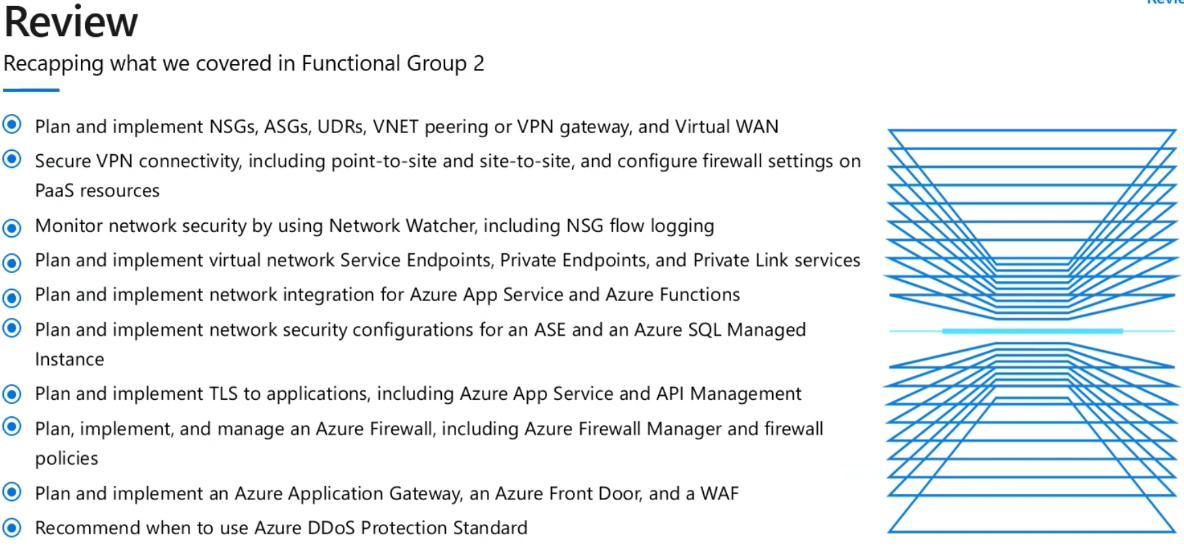 Review
Recapping what we covered in Functional Group 2
Plan and implement NSGs, ASGs, UDRs, VNET peering or VPN gateway, and Virtual WAN
Secure VPN connectivity, including point-to-site and site-to-site, and configure firewall settings on
PaaS resources
Monitor network security by using Network Watcher, including NSG flow logging
Plan and implement virtual network Service Endpoints, Private Endpoints, and Private Link services
Plan and implement network integration for Azure App Service and Azure Functions
Plan and implement network security configurations for an ASE and an Azure SQL Managed
Instance
Plan and implement TLS to applications, including Azure App Service and API Management
Plan, implement, and manage an Azure Firewall, including Azure Firewall Manager and firewall
policies
Plan and implement an Azure Application Gateway, an Azure Front Door, and a WAF
Recommend when to use Azure DDoS Protection Standard